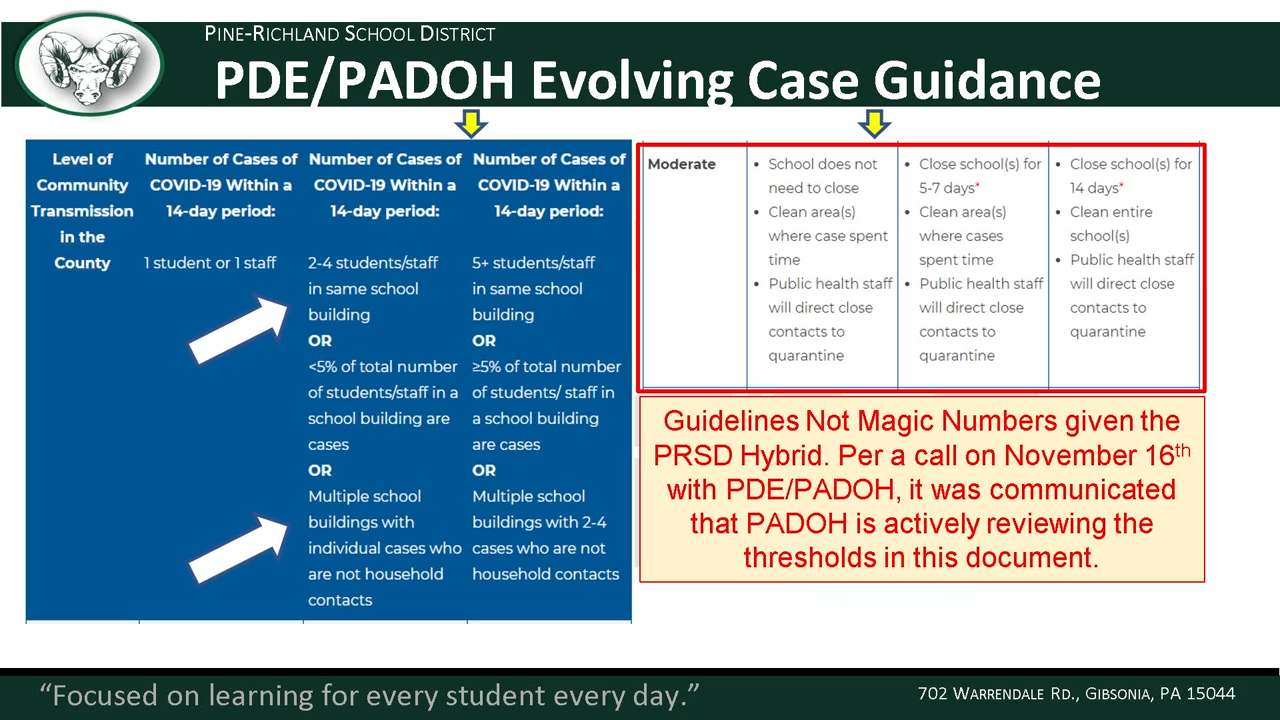 PINE-RICHLAND SCHOOL DISTRICT
PDE/PADOH Evolving Case Guidance
Level of
Community
Transmission
in the
County
Number of Cases of
COVID-19 Within a
14-day period:
1 student or 1 staff
Number of Cases of
COVID-19 Within a
14-day period:
2-4 students/staff
in same school
building
OR
<5% of total number
of students/staff in a
school building are
cases
OR
Multiple school
buildings with
individual cases who
are not household
contacts
Number of Cases of
COVID-19 Within a
14-day period:
5+ students/staff
in same school
building
OR
≥5% of total number
of students/ staff in
a school building
are cases
OR
Multiple school
buildings with 2-4
cases who are not
household contacts
Moderate
• School does not
need to close
• Clean area(s)
where case spent
time
• Public health staff
will direct close
contacts to
quarantine
• Close school(s) for
5-7 days*
• Clean area(s)
where cases
spent time
• Public health staff
will direct close
contacts to
quarantine
• Close school(s) for
14 days*
• Clean entire
school(s)
• Public health staff
will direct close
contacts to
quarantine
Guidelines Not Magic Numbers given the
PRSD Hybrid. Per a call on November 16th
with PDE/PADOH, it was communicated
that PADOH is actively reviewing the
thresholds in this document.
“Focused on learning for every student every day.”
702 WARRENDALE RD., GIBSONIA, PA 15044